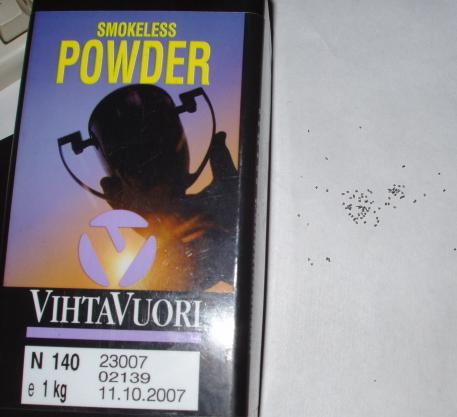 SMOKELESS
POWDER
VIHTAVUORI
N 140 23007
02139
e 1 kg 11.10.2007